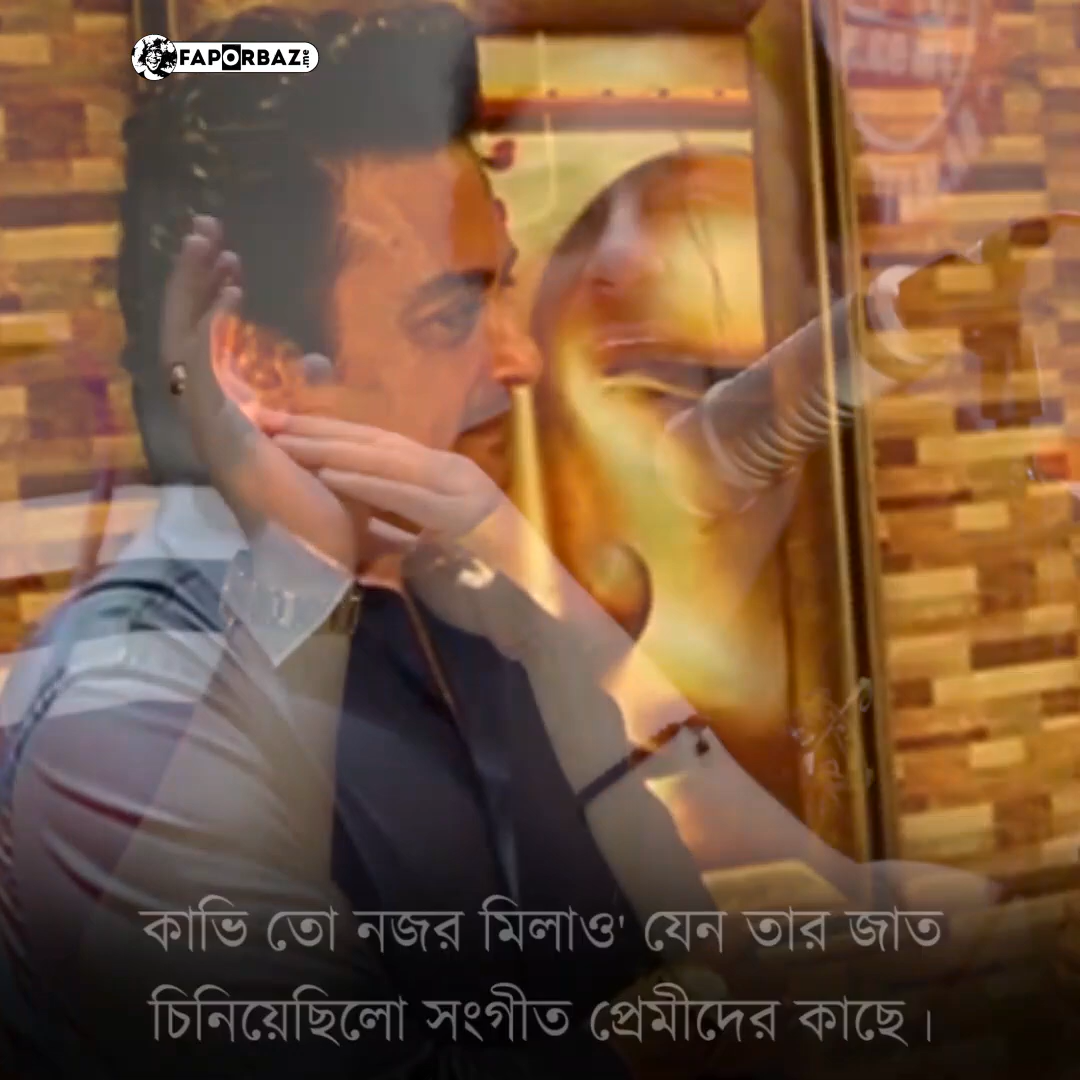 FAPORBAZ
কাভি তো নজর মিলাও' যেন তার জাত
চিনিয়েছিলো সংগীত প্রেমীদের কাছে।